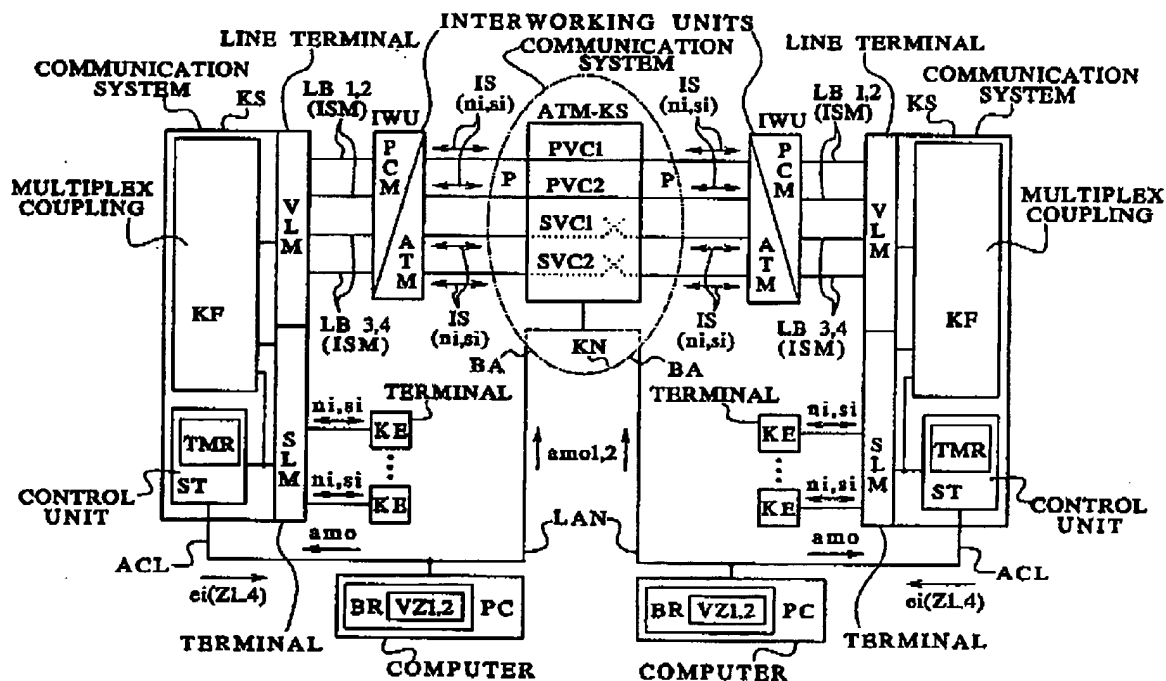 INTERWORKING UNITS
LINE TERMINAL
COMMUNICATION
SYSTEM
LINE TERMINAL
COMMUNICATION
SYSTEM
KS
LB 1,2
(ISM)
IWU
IS
(ni,si)
ATM-KS
IS
(ni,si)
IWU
LB 1,2
(ISM)
KS
COMMUNICATION
SYSTEM
MULTIPLEX
COUPLING
KF
VLM
PCM
ATM
P
PVC1
PVC2
SVC1
SVC2
P
PCM
ATM
VLM
KF
MULTIPLEX
COUPLING
LB 3,4
(ISM)
IS
(ni,si)
IS
(ni,si)
LB 3,4
(ISM)
BA
KN
BA
TERMINAL
TERMINAL
ni,si
KE
ni,si
KE
SLM
amo1,2
KE
ni,si
KE
ni,si
SLM
TMR
ST
TMR
ST
CONTROL
UNIT
CONTROL
UNIT
amo
LAN
amo
ACL
ei(Z1.4)
ACL
ei(Z1.4)
BR
VZ1,2
PC
BR
VZ1,2
PC
TERMINAL
COMPUTER
COMPUTER
TERMINAL